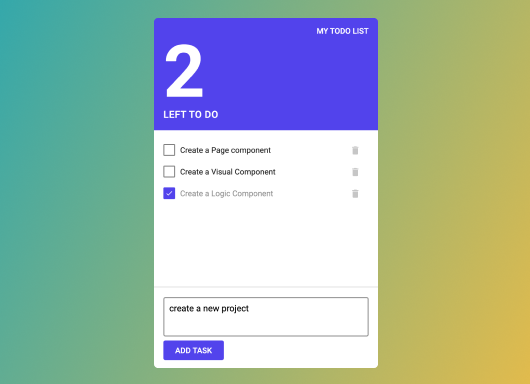 MY TODO LIST
2
LEFT TO DO
Create a Page component
Create a Visual Component
Create a Logic Component
create a new project
ADD TASK